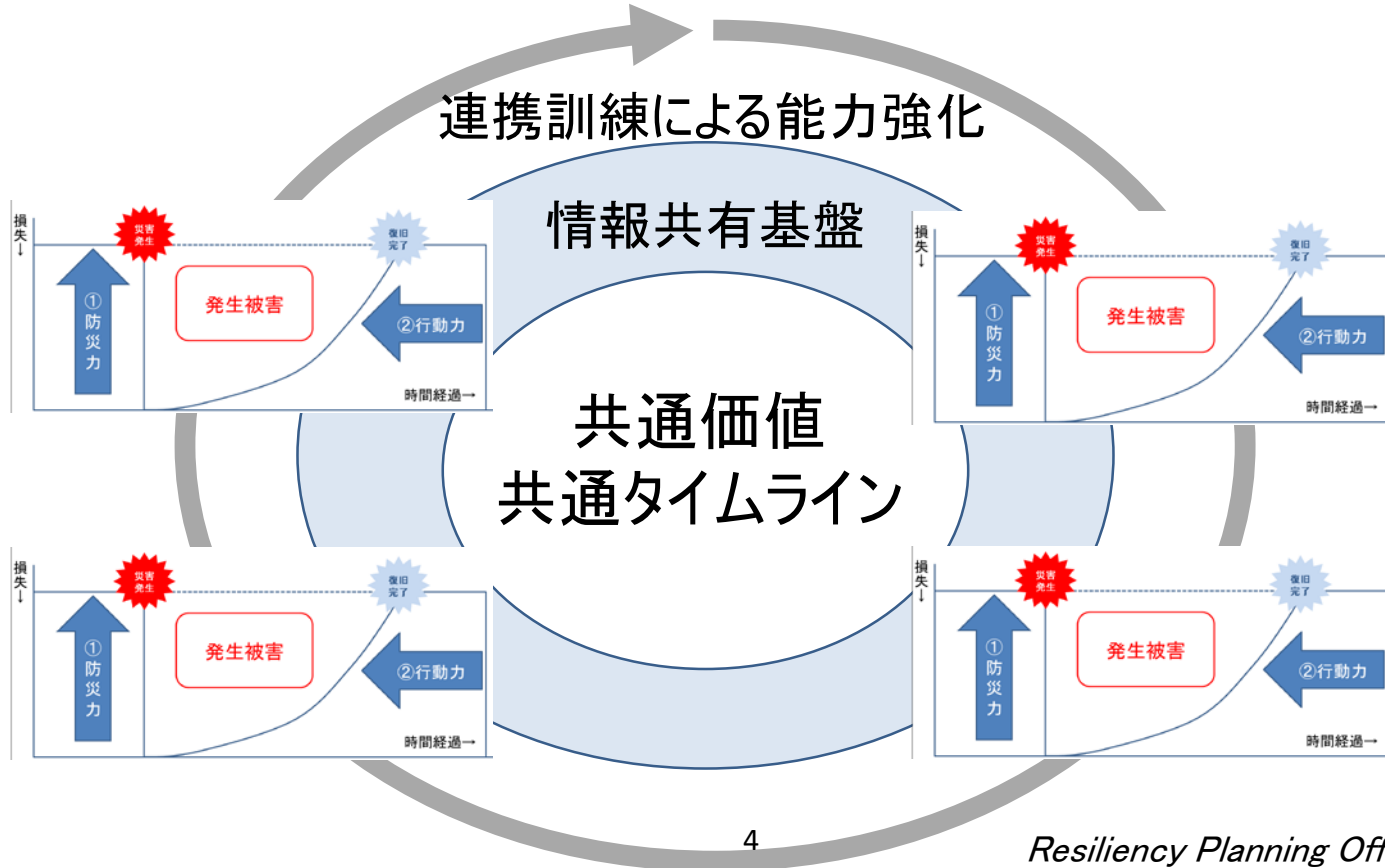 連携訓練による能力強化
情報共有基盤
共通価値
共通タイムライン
損失↓
災害
発生
復旧
完了
①防災力
発生被害
②行動力
時間経過→
損失↓
災害
発生
復旧
完了
①防災力
発生被害
②行動力
時間経過→
損失↓
災害
発生
復旧
完了
①防災力
発生被害
②行動力
時間経過→
損失↓
災害
発生
復旧
完了
①防災力
発生被害
②行動力
時間経過→
4
Resiliency Planning Off